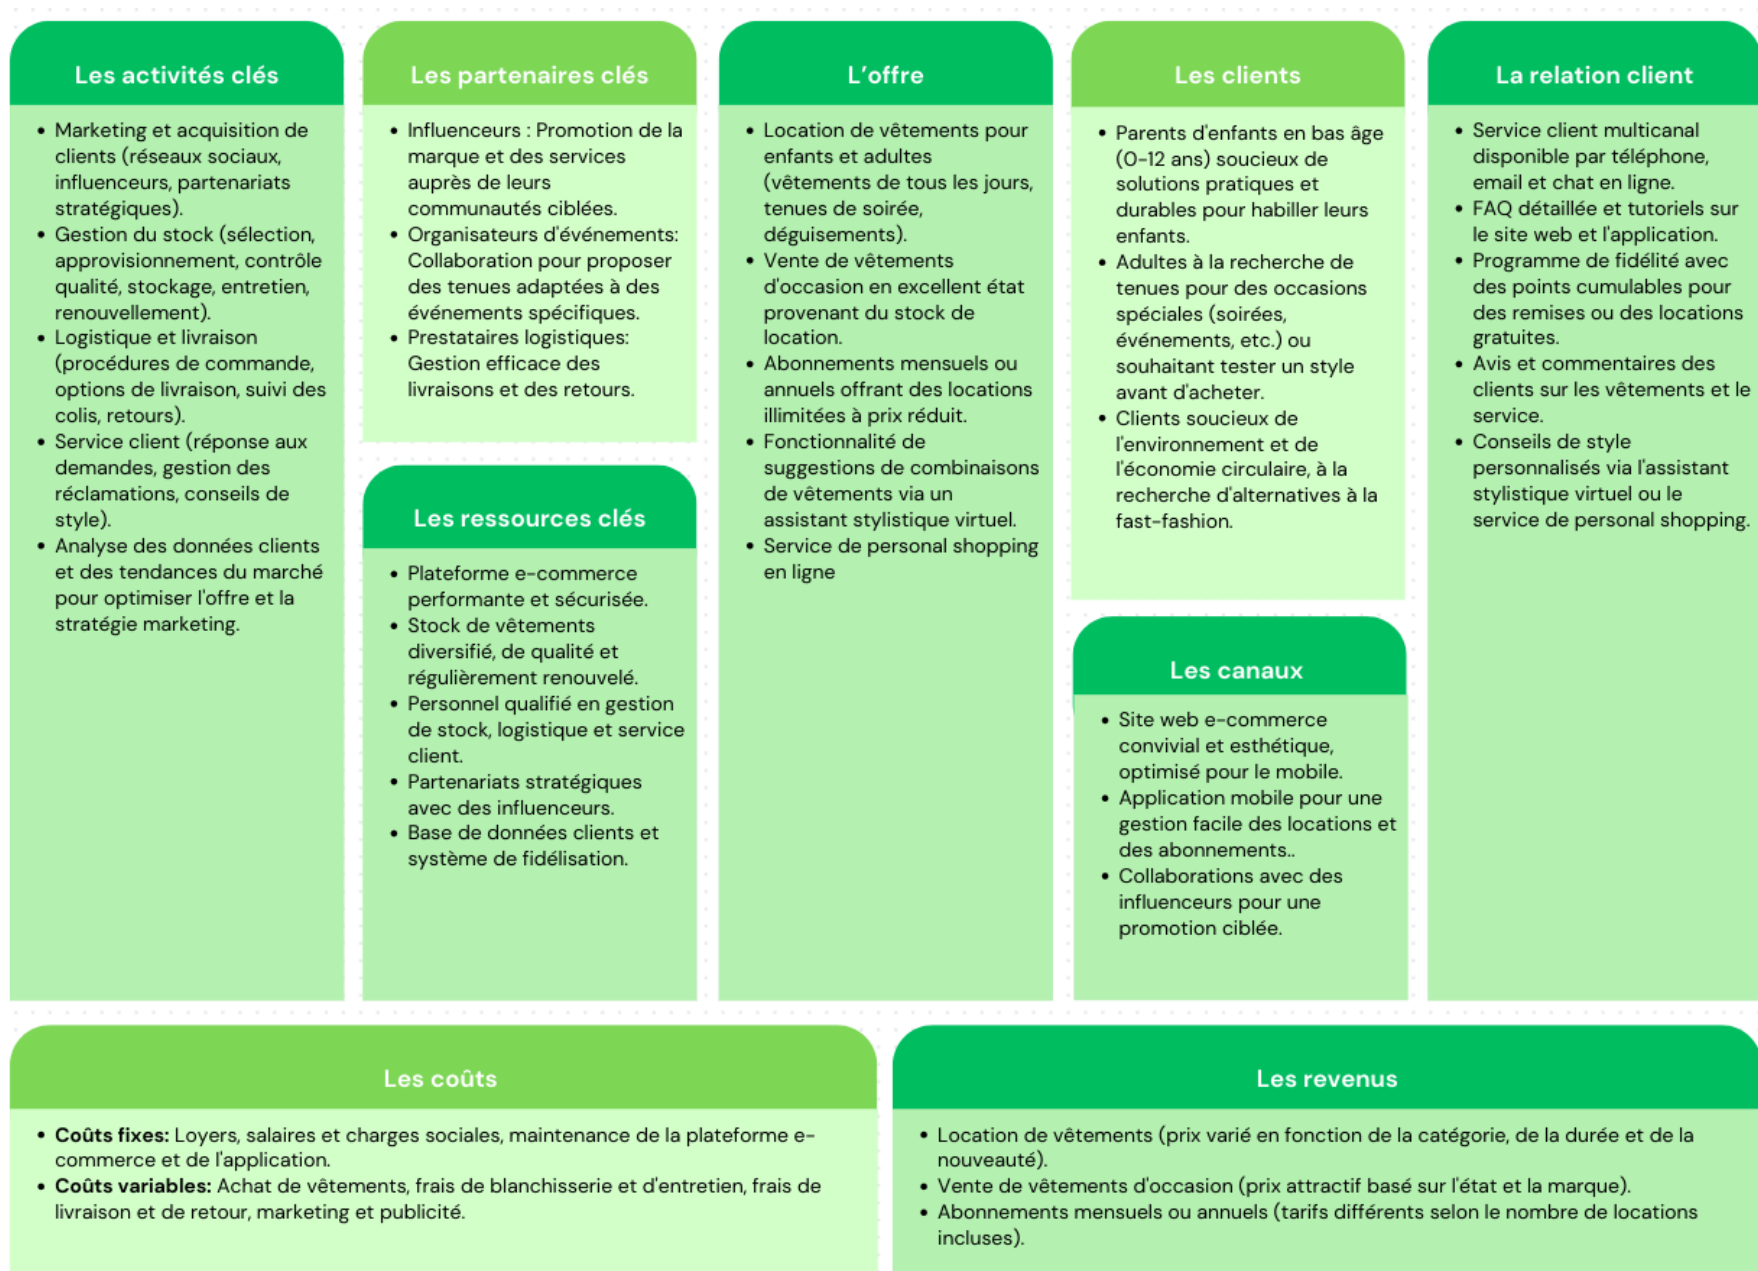 Les activités clés
• Marketing et acquisition de
clients (réseaux sociaux,
influenceurs, partenariats
stratégiques).
• Gestion du stock (sélection,
approvisionnement, contrôle
qualité, stockage, entretien,
renouvellement).
• Logistique et livraison
(procédures de commande,
options de livraison, suivi des
colis, retours).
• Service client (réponse aux
demandes, gestion des
réclamations, conseils de
style).
• Analyse des données clients
et des tendances du marché
pour optimiser l'offre et la
stratégie marketing.
Les partenaires clés
• Influenceurs : Promotion de la
marque et des services
auprès de leurs
communautés ciblées.
• Organisateurs d'événements:
Collaboration pour proposer
des tenues adaptées à des
événements spécifiques.
• Prestataires logistiques:
Gestion efficace des
livraisons et des retours.
Les ressources clés
• Plateforme e-commerce
performante et sécurisée.
• Stock de vêtements
diversifié, de qualité et
régulièrement renouvelé.
• Personnel qualifié en gestion
de stock, logistique et service
client.
• Partenariats stratégiques
avec des influenceurs.
• Base de données clients et
système de fidélisation.
L'offre
• Location de vêtements pour
enfants et adultes
(vêtements de tous les jours,
tenues de soirée,
déguisements).
• Vente de vêtements
d'occasion en excellent état
provenant du stock de
location.
• Abonnements mensuels ou
annuels offrant des locations
illimitées à prix réduit.
• Fonctionnalité de
suggestions de combinaisons
de vêtements via un
assistant stylistique virtuel.
• Service de personal shopping
en ligne
Les clients
• Parents d'enfants en bas âge
(0-12 ans) soucieux de
solutions pratiques et
durables pour habiller leurs
enfants.
• Adultes à la recherche de
tenues pour des occasions
spéciales (soirées,
événements, etc.) ou
souhaitant tester un style
avant d'acheter.
• Clients soucieux de
l'environnement et de
l'économie circulaire, à la
recherche d'alternatives à la
fast-fashion.
Les canaux
• Site web e-commerce
convivial et esthétique,
optimisé pour le mobile.
• Application mobile pour une
gestion facile des locations et
des abonnements..
• Collaborations avec des
influenceurs pour une
promotion ciblée.
La relation client
• Service client multicanal
disponible par téléphone,
email et chat en ligne.
• FAQ détaillée et tutoriels sur
le site web et l'application.
• Programme de fidélité avec
des points cumulables pour
des remises ou des locations
gratuites.
• Avis et commentaires des
clients sur les vêtements et le
service.
• Conseils de style
personnalisés via l'assistant
stylistique virtuel ou le
service de personal shopping.
Les coûts
• Coûts fixes: Loyers, salaires et charges sociales, maintenance de la plateforme e-
commerce et de l'application.
• Coûts variables: Achat de vêtements, frais de blanchisserie et d'entretien, frais de
livraison et de retour, marketing et publicité.
Les revenus
• Location de vêtements (prix varié en fonction de la catégorie, de la durée et de la
nouveauté).
• Vente de vêtements d'occasion (prix attractif basé sur l'état et la marque).
• Abonnements mensuels ou annuels (tarifs différents selon le nombre de locations
incluses).